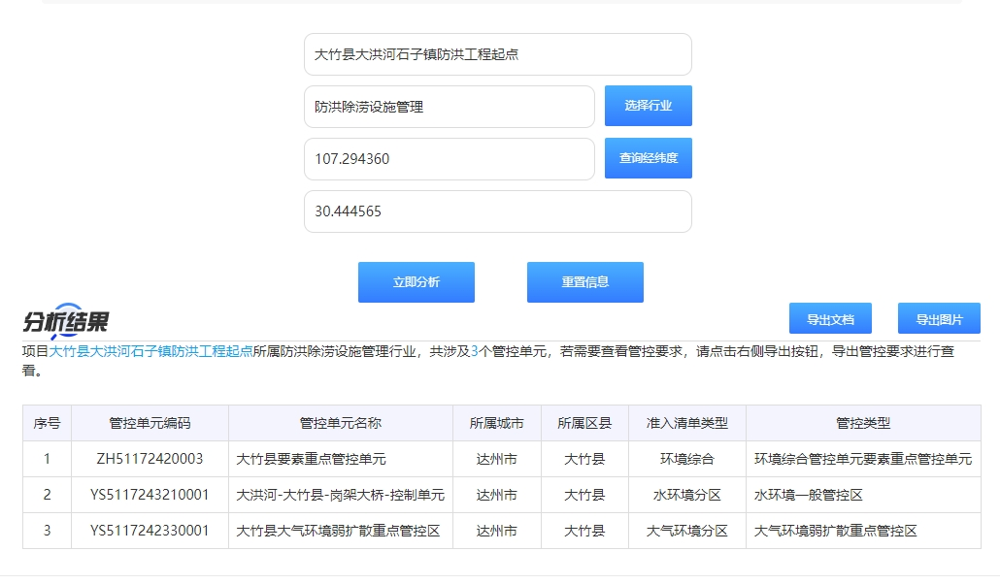 大竹县大洪河石子镇防洪工程起点
防洪除涝设施管理 选择行业
107.294360 查询经纬度
30.444565
立即分析 重置信息
分析结果 导出文档 导出图片
项目大竹县大洪河石子镇防洪工程起点所属防洪除涝设施管理行业，共涉及3个管控单元，若需要查看管控要求，请点击右侧导出按钮，导出管控要求进行查
看。
序号 管控单元编码 管控单元名称 所属城市 所属区县 准入清单类型 管控类型
1 ZH51172420003 大竹县要素重点管控单元 达州市 大竹县 环境综合 环境综合管控单元要素重点管控单元
2 YS5117243210001 大洪河-大竹县-岗架大桥-控制单元 达州市 大竹县 水环境分区 水环境一般管控区
3 YS5117242330001 大竹县大气环境弱扩散重点管控区 达州市 大竹县 大气环境分区 大气环境弱扩散重点管控区